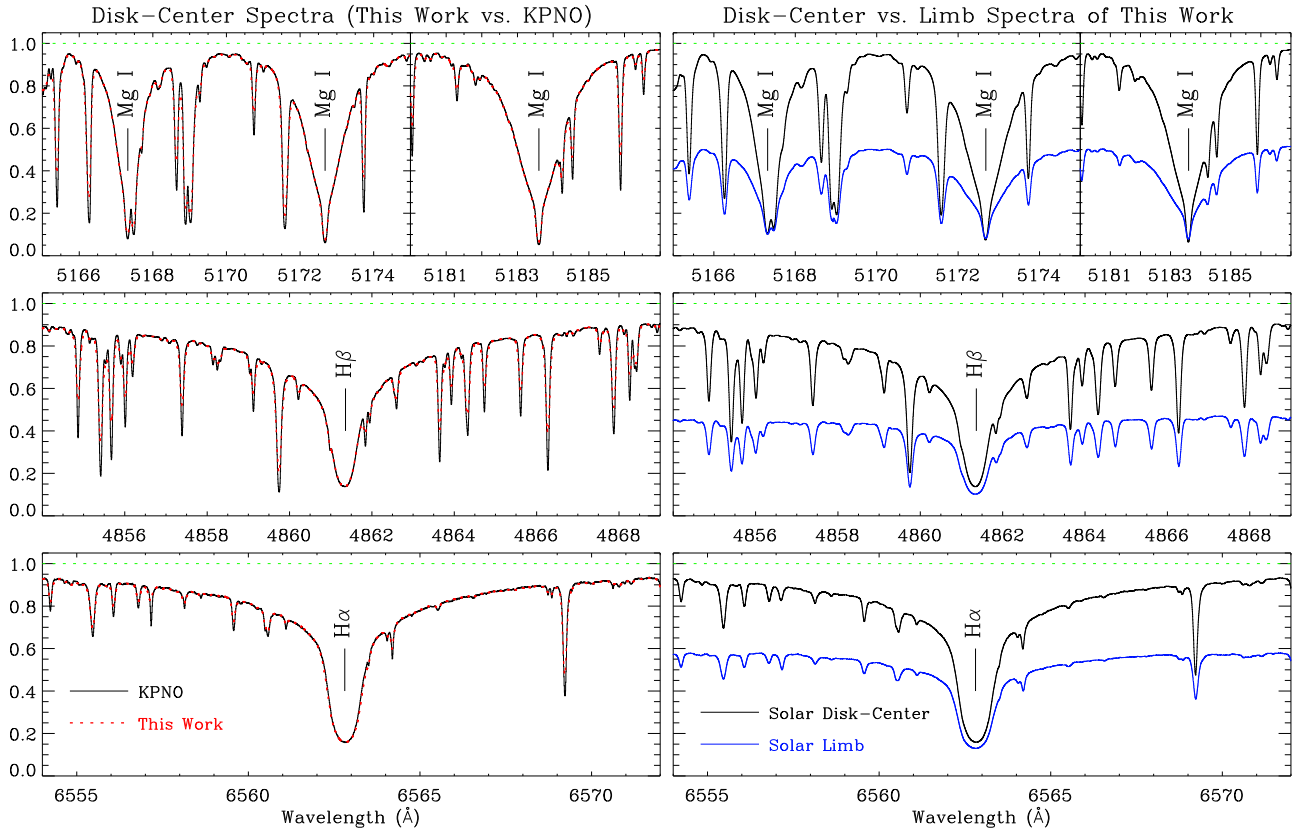 Disk-Center Spectra (This Work vs. KPNO)
Disk-Center vs. Limb Spectra of This Work
1.0
0.8
0.6
0.4
0.2
0.0
Mg I
Mg I
Mg I
5166 5168 5170 5172 5174 5181 5183 5185
Mg I
Mg I
Mg I
5166 5168 5170 5172 5174 5181 5183 5185
1.0
0.8
0.6
0.4
0.2
0.0
Hβ
4856 4858 4860 4862 4864 4866 4868
Hβ
4856 4858 4860 4862 4864 4866 4868
1.0
0.8
0.6
0.4
0.2
0.0
Hα
KPNO
This Work
6555 6560 6565 6570
Wavelength (Å)
Hα
Solar Disk-Center
Solar Limb
6555 6560 6565 6570
Wavelength (Å)